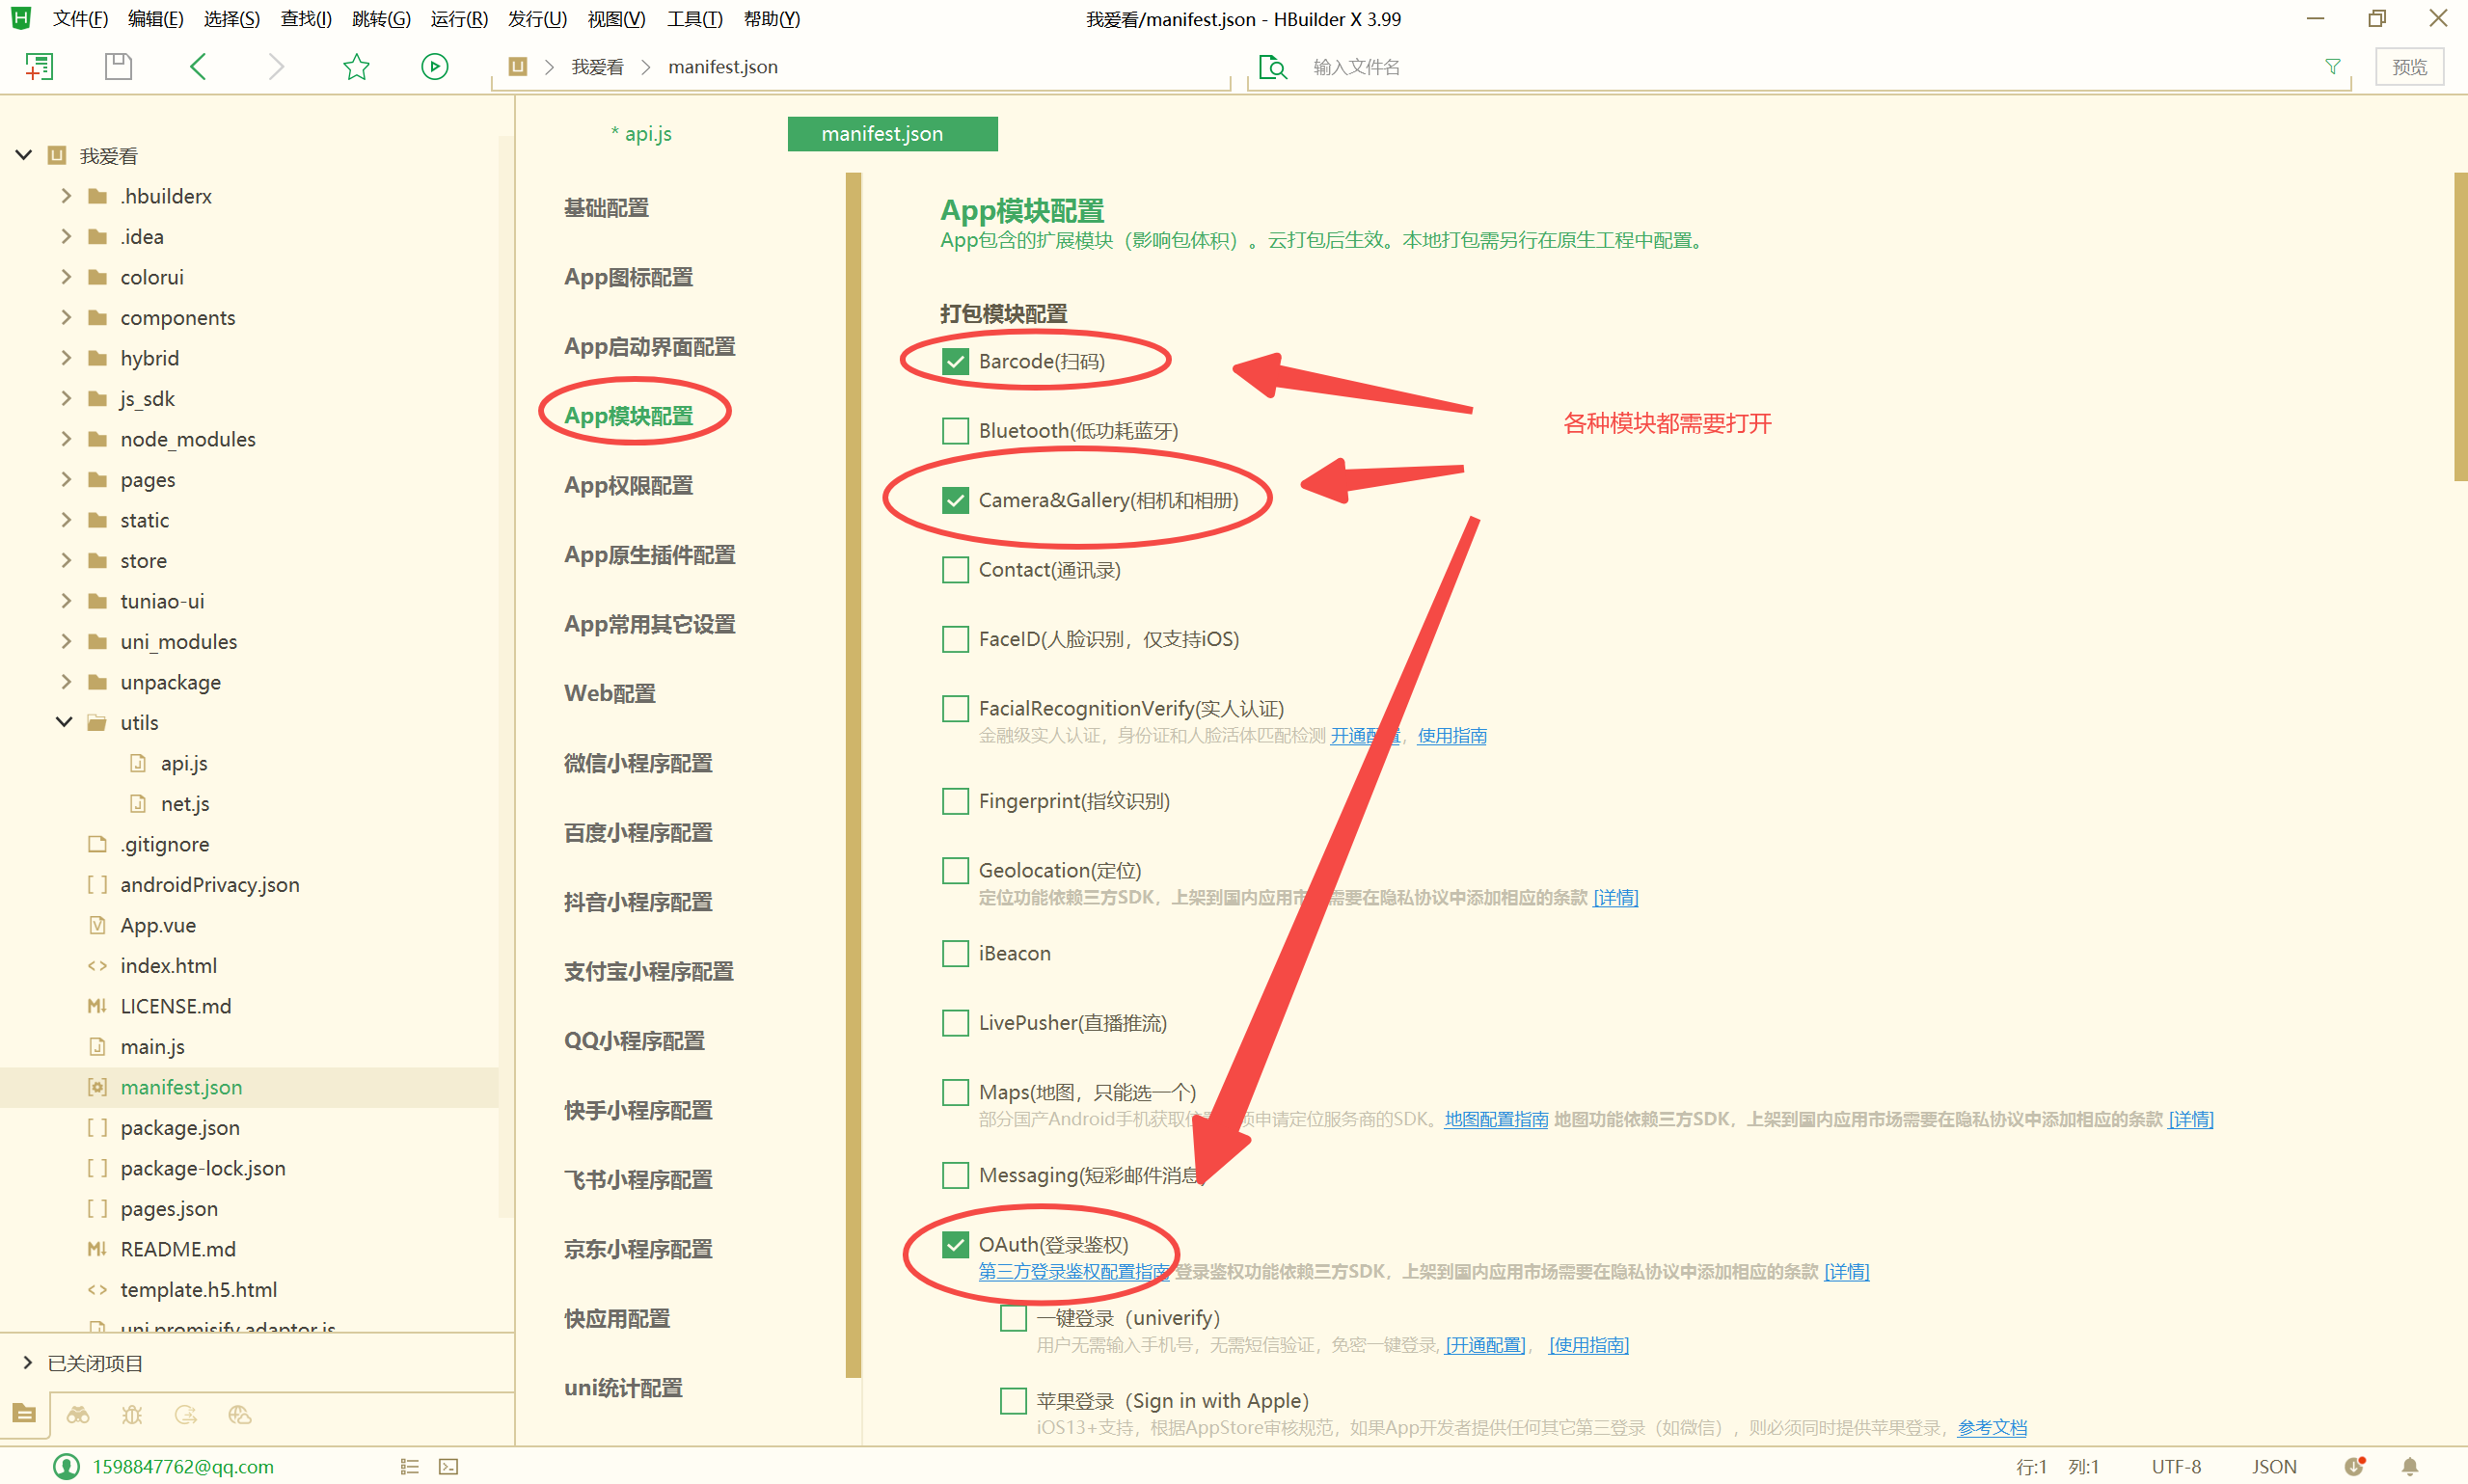 文件(F) 编辑(E) 选择(S) 查找(I) 跳转(G) 运行(R) 发行(U) 视图(V) 工具(T) 帮助(Y)
我爱看/manifest.json - HBuilder X 3.99
我爱看
manifest.json
输入文件名
预览
我爱看
.hbuilderx
.idea
colorui
components
hybrid
js_sdk
node_modules
pages
static
store
tuniao-ui
uni_modules
unpackage
utils
api.js
net.js
.gitignore
androidPrivacy.json
App.vue
index.html
LICENSE.md
main.js
manifest.json
package.json
package-lock.json
pages.json
README.md
template.h5.html
uni.promisify.adaptor.js
已关闭项目
* api.js
manifest.json
基础配置
App图标配置
App启动界面配置
App模块配置
App权限配置
App原生插件配置
App常用其它设置
Web配置
微信小程序配置
百度小程序配置
抖音小程序配置
支付宝小程序配置
QQ小程序配置
快手小程序配置
飞书小程序配置
京东小程序配置
快应用配置
uni统计配置
App模块配置
App包含的扩展模块（影响包体积）。云打包后生效。本地打包需另行在原生工程中配置。
打包模块配置
Barcode(扫码)
各种模块都需要打开
Bluetooth(低功耗蓝牙)
Camera&Gallery(相机和相册)
Contact(通讯录)
FaceID(人脸识别，仅支持iOS)
FacialRecognitionVerify(实人认证)
金融级实人认证，身份证和人脸活体匹配检测 开通配置，使用指南
Fingerprint(指纹识别)
Geolocation(定位)
定位功能依赖三方SDK，上架到国内应用市 需要在隐私协议中添加相应的条款 [详情]
iBeacon
LivePusher(直播推流)
Maps(地图，只能选一个)
部分国产Android手机获取位 项申请定位服务商的SDK。地图配置指南 地图功能依赖三方SDK，上架到国内应用市场需要在隐私协议中添加相应的条款 [详情]
Messaging(短彩邮件消息)
OAuth(登录鉴权)
第三方登录鉴权配置指南 登录鉴权功能依赖三方SDK，上架到国内应用市场需要在隐私协议中添加相应的条款 [详情]
一键登录（univerify）
用户无需输入手机号，无需短信验证，免密一键登录, [开通配置]， [使用指南]
苹果登录（Sign in with Apple）
iOS13+支持，根据AppStore审核规范，如果App开发者提供任何其它第三登录（如微信），则必须同时提供苹果登录，参考文档
1598847762@qq.com
行:1 列:1
UTF-8
JSON